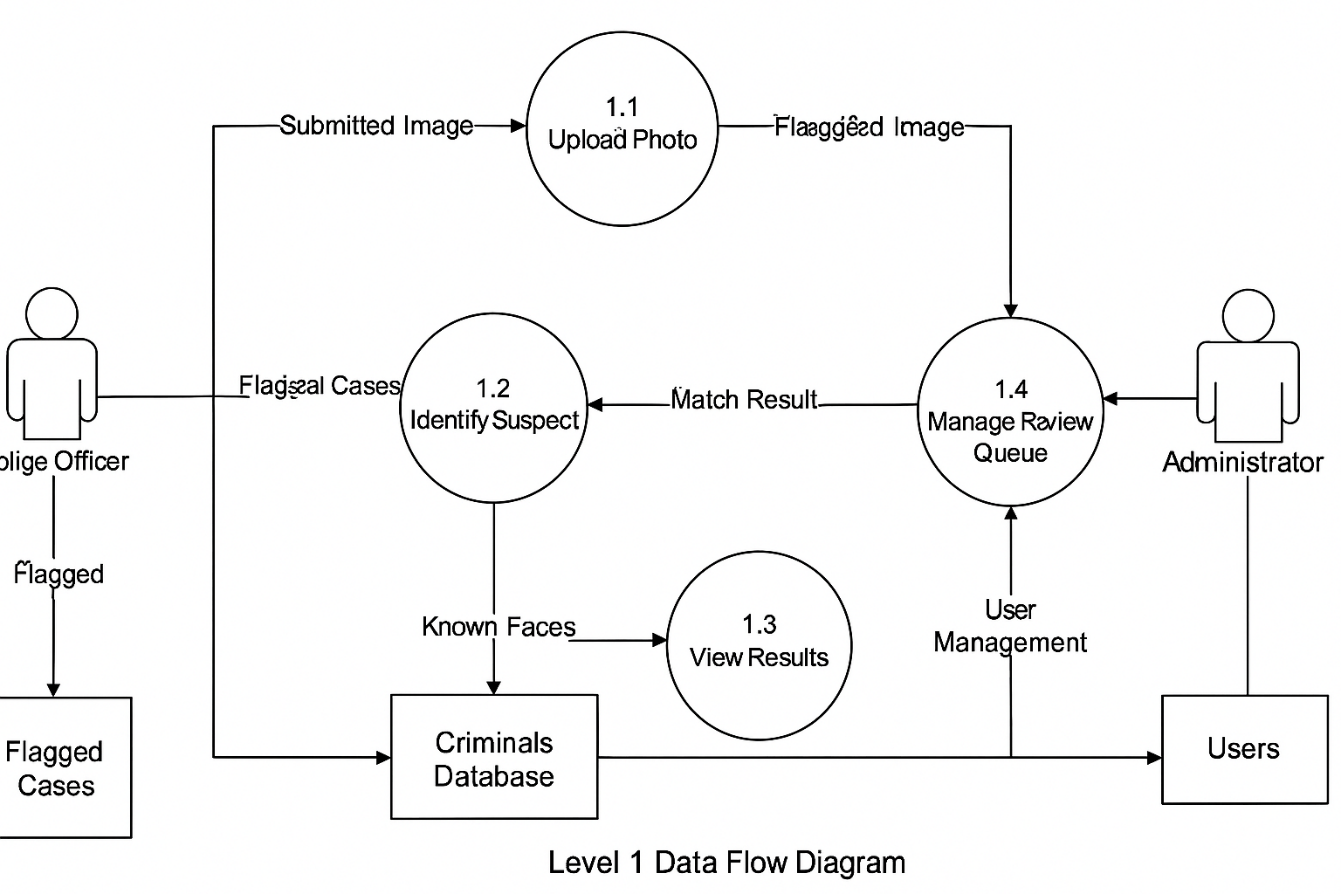 1.1
Upload Photo
Submitted Image
Image
Cases
1.2
Identify Suspect
Match Result
1.4
Manage Raview
Queue
Officer
Administrator
Flagged
Known Faces
1.3
View Results
User
Management
Flagged
Cases
Criminals
Database
Users
Level 1 Data Flow Diagram